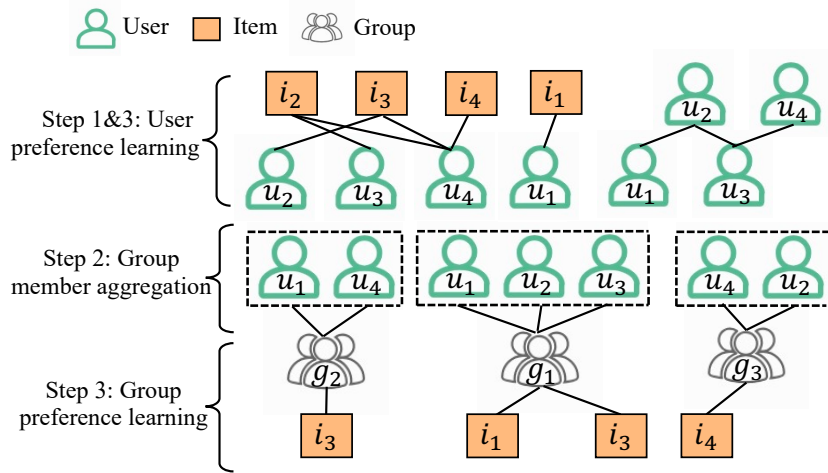 User Item Group
Step 1&3: User
preference learning
i₂ i₃ i₄ i₁
u₂ u₄
u₂ u₃ u₄ u₁ u₁ u₃
Step 2: Group
member aggregation
u₁ u₄ u₁ u₂ u₃ u₄ u₂
g₂ g₁ g₃
Step 3: Group
preference learning
i₃ i₁ i₃ i₄